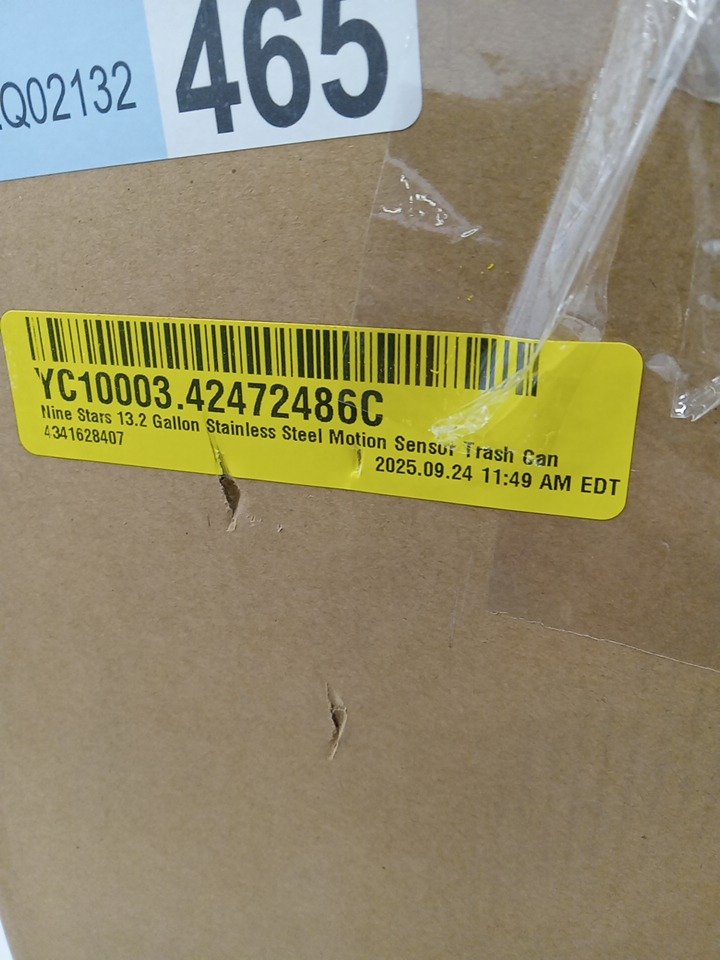 465
Q02132
YC10003.42472486C
Nine Stars 13.2 Gallon Stainless Steel Motion Sensor Trash Can
4341628407
2025.09.24 11:49 AM EDT